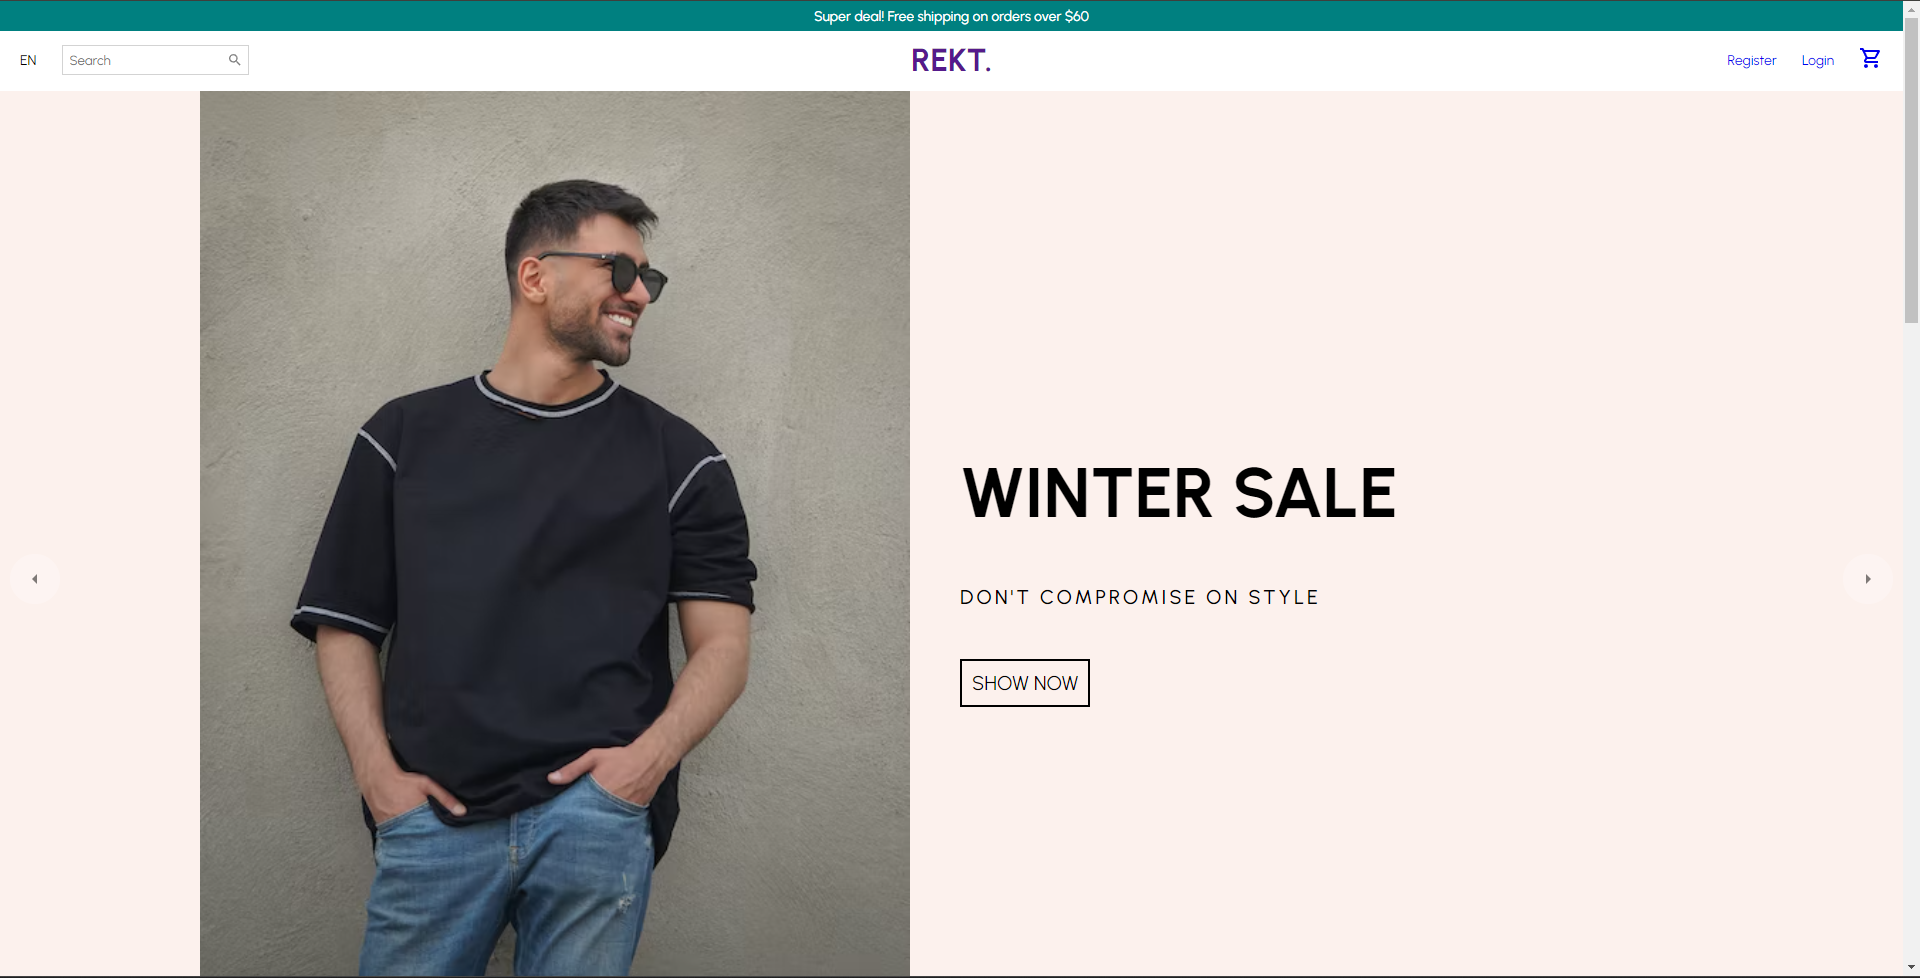 Super deal! Free shipping on orders over $60
EN
Search
REKT.
Register
Login
WINTER SALE
DON'T COMPROMISE ON STYLE
SHOW NOW